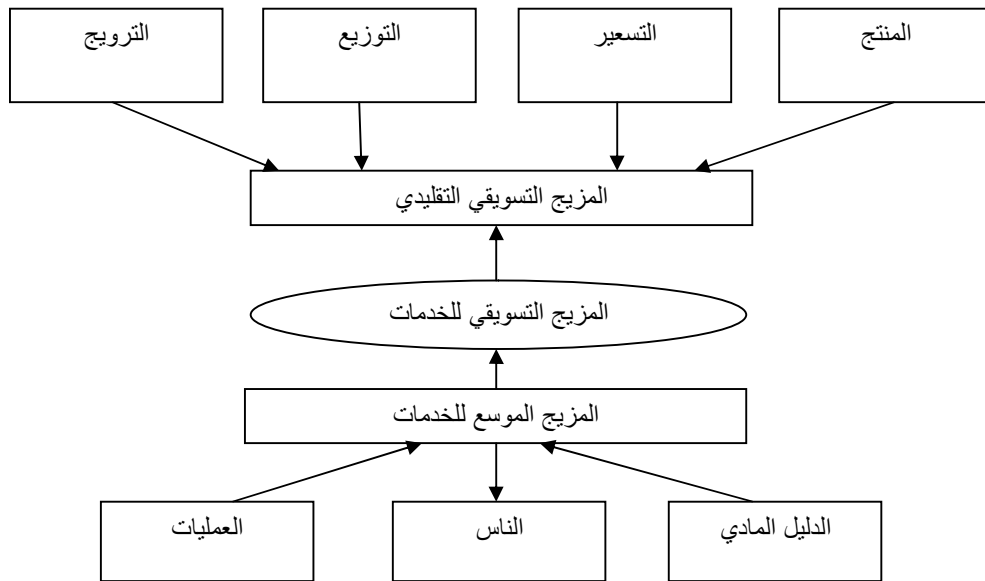 المنتج
التسعير
التوزيع
الترويج
المزيج التسويقي التقليدي
المزيج التسويقي للخدمات
المزيج الموسع للخدمات
الدليل المادي
الناس
العمليات